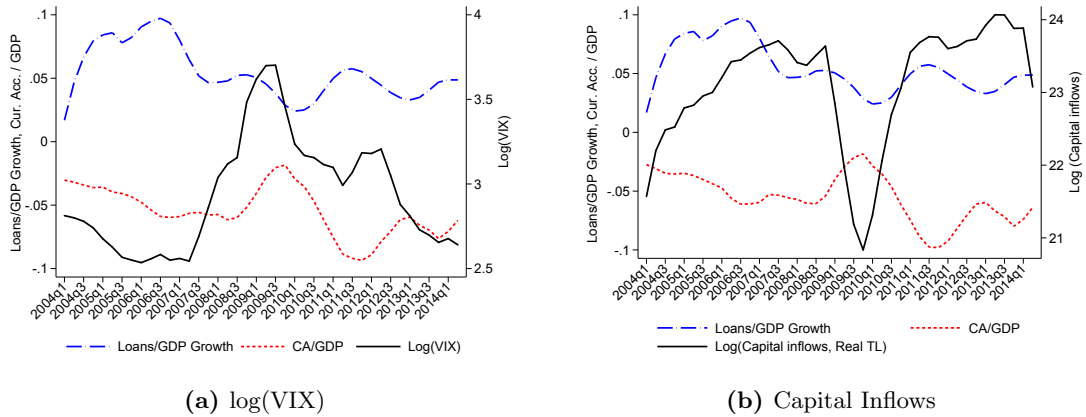 .1
.05
0
-.05
-.1
Loans/GDP Growth, Cur. Acc. / GDP
4
3.5
3
2.5
Log(VIX)
2004q1
2004q3
2005q1
2005q3
2006q1
2006q3
2007q1
2007q3
2008q1
2008q3
2009q1
2009q3
2010q1
2010q3
2011q1
2011q3
2012q1
2012q3
2013q1
2013q3
2014q1
Loans/GDP Growth
CA/GDP
Log(VIX)
(a) log(VIX)
.1
.05
0
-.05
-.1
Loans/GDP Growth, Cur. Acc. / GDP
24
23
22
21
Log (Capital inflows)
2004q1
2004q3
2005q1
2005q3
2006q1
2006q3
2007q1
2007q3
2008q1
2008q3
2009q1
2009q3
2010q1
2010q3
2011q1
2011q3
2012q1
2012q3
2013q1
2013q3
2014q1
Loans/GDP Growth
CA/GDP
Log(Capital inflows, Real TL)
(b) Capital Inflows